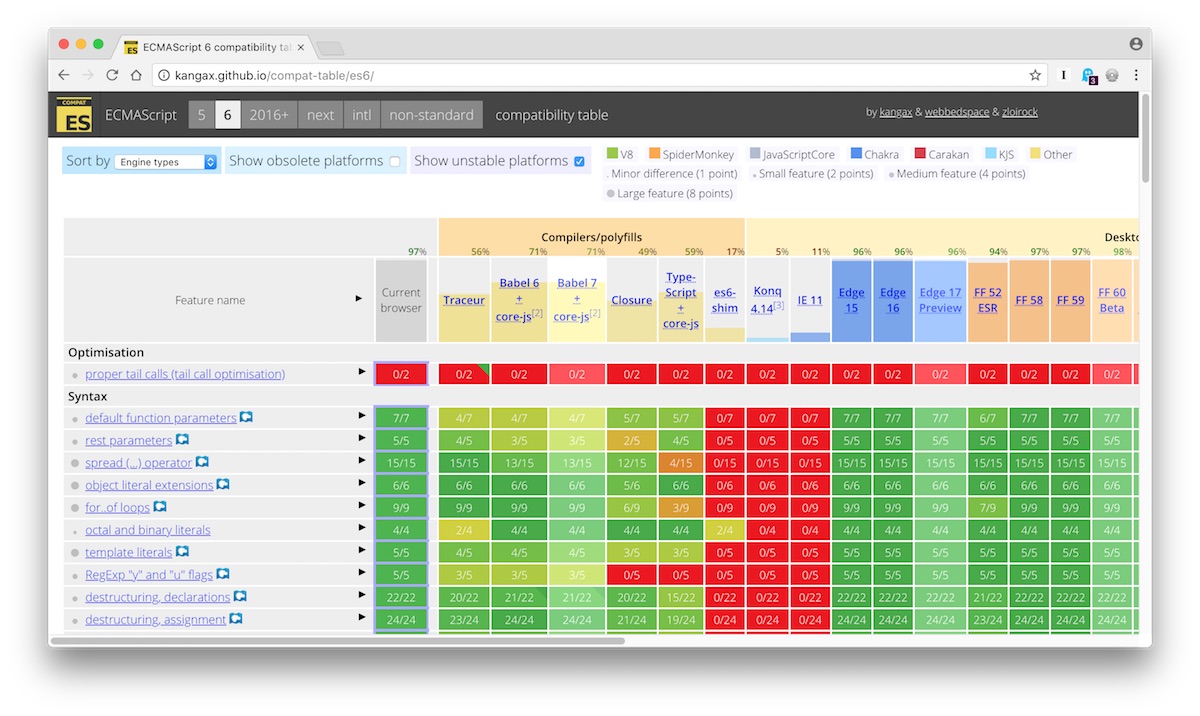 ECMAScript 6 compatibility ta
kangax.github.io/compat-table/es6/
I
3
COMPAT
ES
ECMAScript 5 6 2016+ next intl non-standard compatibility table
by kangax & webbedspace & zloirock
Sort by Engine types Show obsolete platforms Show unstable platforms
V8 SpiderMonkey JavaScriptCore Chakra Carakan KJS Other
Minor difference (1 point) Small feature (2 points) Medium feature (4 points)
Large feature (8 points)
Compilers/polyfills Deskto
97% 56% 71% 71% 49% 59% 17% 5% 11% 96% 96% 96% 94% 97% 97% 98%
Feature name
Current browser
Traceur
Babel 6 + core-js[2]
Babel 7 + core-js[2]
Closure
Type-Script + core-js
es6-shim
Konq 4.14[3]
IE 11
Edge 15
Edge 16
Edge 17 Preview
FF 52 ESR
FF 58
FF 59
FF 60 Beta
Optimisation
proper tail calls (tail call optimisation) 0/2 0/2 0/2 0/2 0/2 0/2 0/2 0/2 0/2 0/2 0/2 0/2 0/2 0/2 0/2 0/2
Syntax
default function parameters 7/7 4/7 4/7 4/7 5/7 5/7 0/7 0/7 0/7 7/7 7/7 7/7 6/7 7/7 7/7 7/7
rest parameters 5/5 4/5 3/5 3/5 2/5 4/5 0/5 0/5 0/5 5/5 5/5 5/5 5/5 5/5 5/5 5/5
spread (...) operator 15/15 15/15 13/15 13/15 12/15 4/15 0/15 0/15 0/15 15/15 15/15 15/15 15/15 15/15 15/15 15/15
object literal extensions 6/6 6/6 6/6 6/6 5/6 6/6 0/6 0/6 0/6 6/6 6/6 6/6 6/6 6/6 6/6 6/6
for..of loops 9/9 9/9 9/9 9/9 6/9 3/9 0/9 0/9 0/9 9/9 9/9 9/9 7/9 9/9 9/9 9/9
octal and binary literals 4/4 2/4 4/4 4/4 4/4 4/4 2/4 0/4 0/4 4/4 4/4 4/4 4/4 4/4 4/4 4/4
template literals 5/5 4/5 4/5 4/5 3/5 3/5 0/5 0/5 0/5 5/5 5/5 5/5 5/5 5/5 5/5 5/5
RegExp "y" and "u" flags 5/5 3/5 3/5 3/5 0/5 0/5 0/5 0/5 0/5 5/5 5/5 5/5 5/5 5/5 5/5 5/5
destructuring, declarations 22/22 20/22 21/22 21/22 20/22 15/22 0/22 0/22 0/22 22/22 22/22 22/22 21/22 22/22 22/22 22/22
destructuring, assignment 24/24 23/24 24/24 24/24 21/24 19/24 0/24 0/24 0/24 24/24 24/24 24/24 23/24 24/24 24/24 24/24